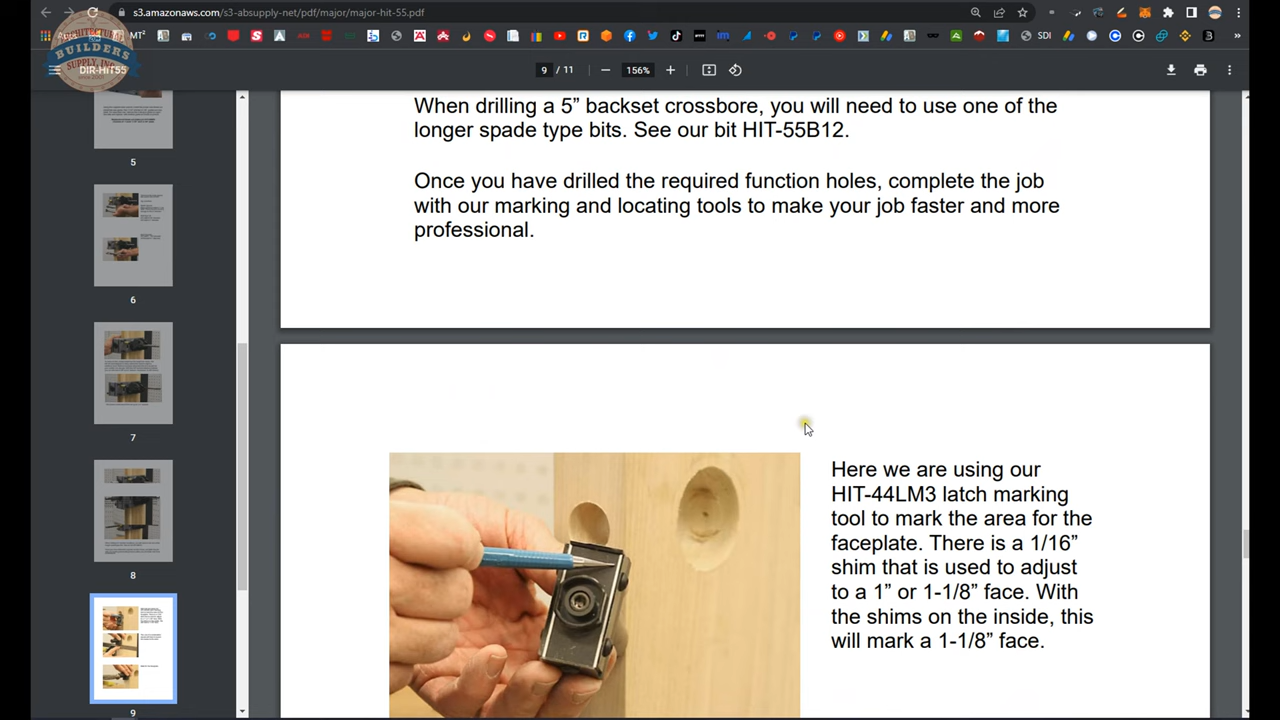 s3.amazonaws.com/s3-absupply-net/pdf/major/major-hit-55.pdf
Apps
MT²
SDI
ARCHITECTURAL
BUILDERS
SUPPLY, INC.
DIR-HIT55
9 / 11
156%
5
6
7
8
9
When drilling a 5” backset crossbore, you will need to use one of the
longer spade type bits. See our bit HIT-55B12.
Once you have drilled the required function holes, complete the job
with our marking and locating tools to make your job faster and more
professional.
Here we are using our
HIT-44LM3 latch marking
tool to mark the area for the
faceplate. There is a 1/16”
shim that is used to adjust
to a 1” or 1-1/8” face. With
the shims on the inside, this
will mark a 1-1/8” face.